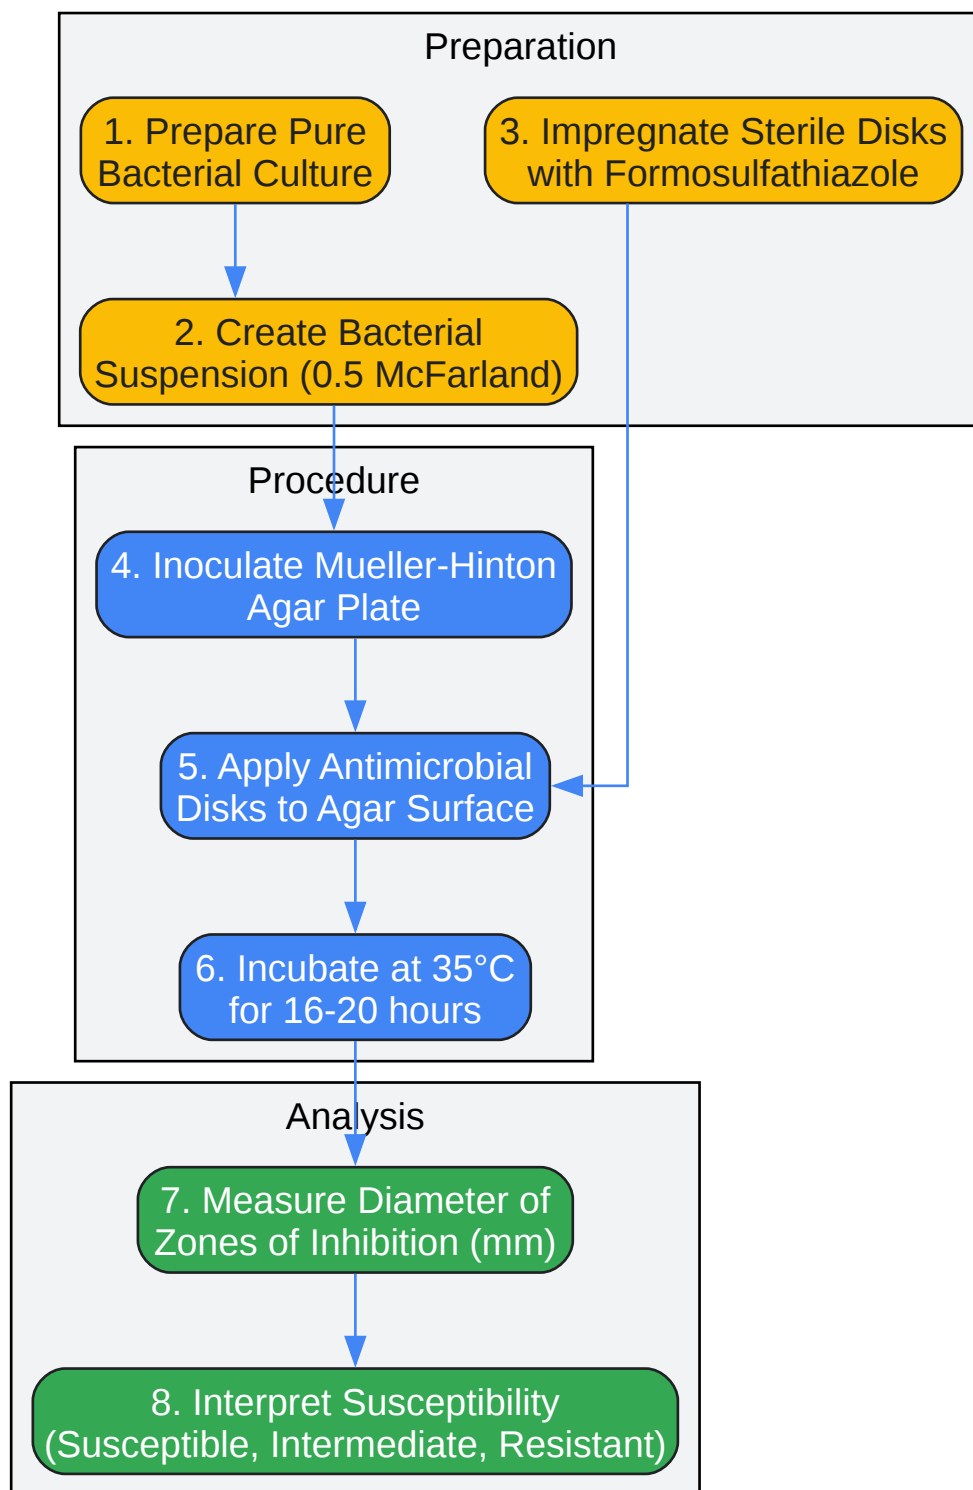 Preparation
1. Prepare Pure
Bacterial Culture
3. Impregnate Sterile Disks
with Formosulfathiazole
2. Create Bacterial
Suspension (0.5 McFarland)
Procedure
4. Inoculate Mueller-Hinton
Agar Plate
5. Apply Antimicrobial
Disks to Agar Surface
6. Incubate at 35°C
for 16-20 hours
Analysis
7. Measure Diameter of
Zones of Inhibition (mm)
8. Interpret Susceptibility
(Susceptible, Intermediate, Resistant)